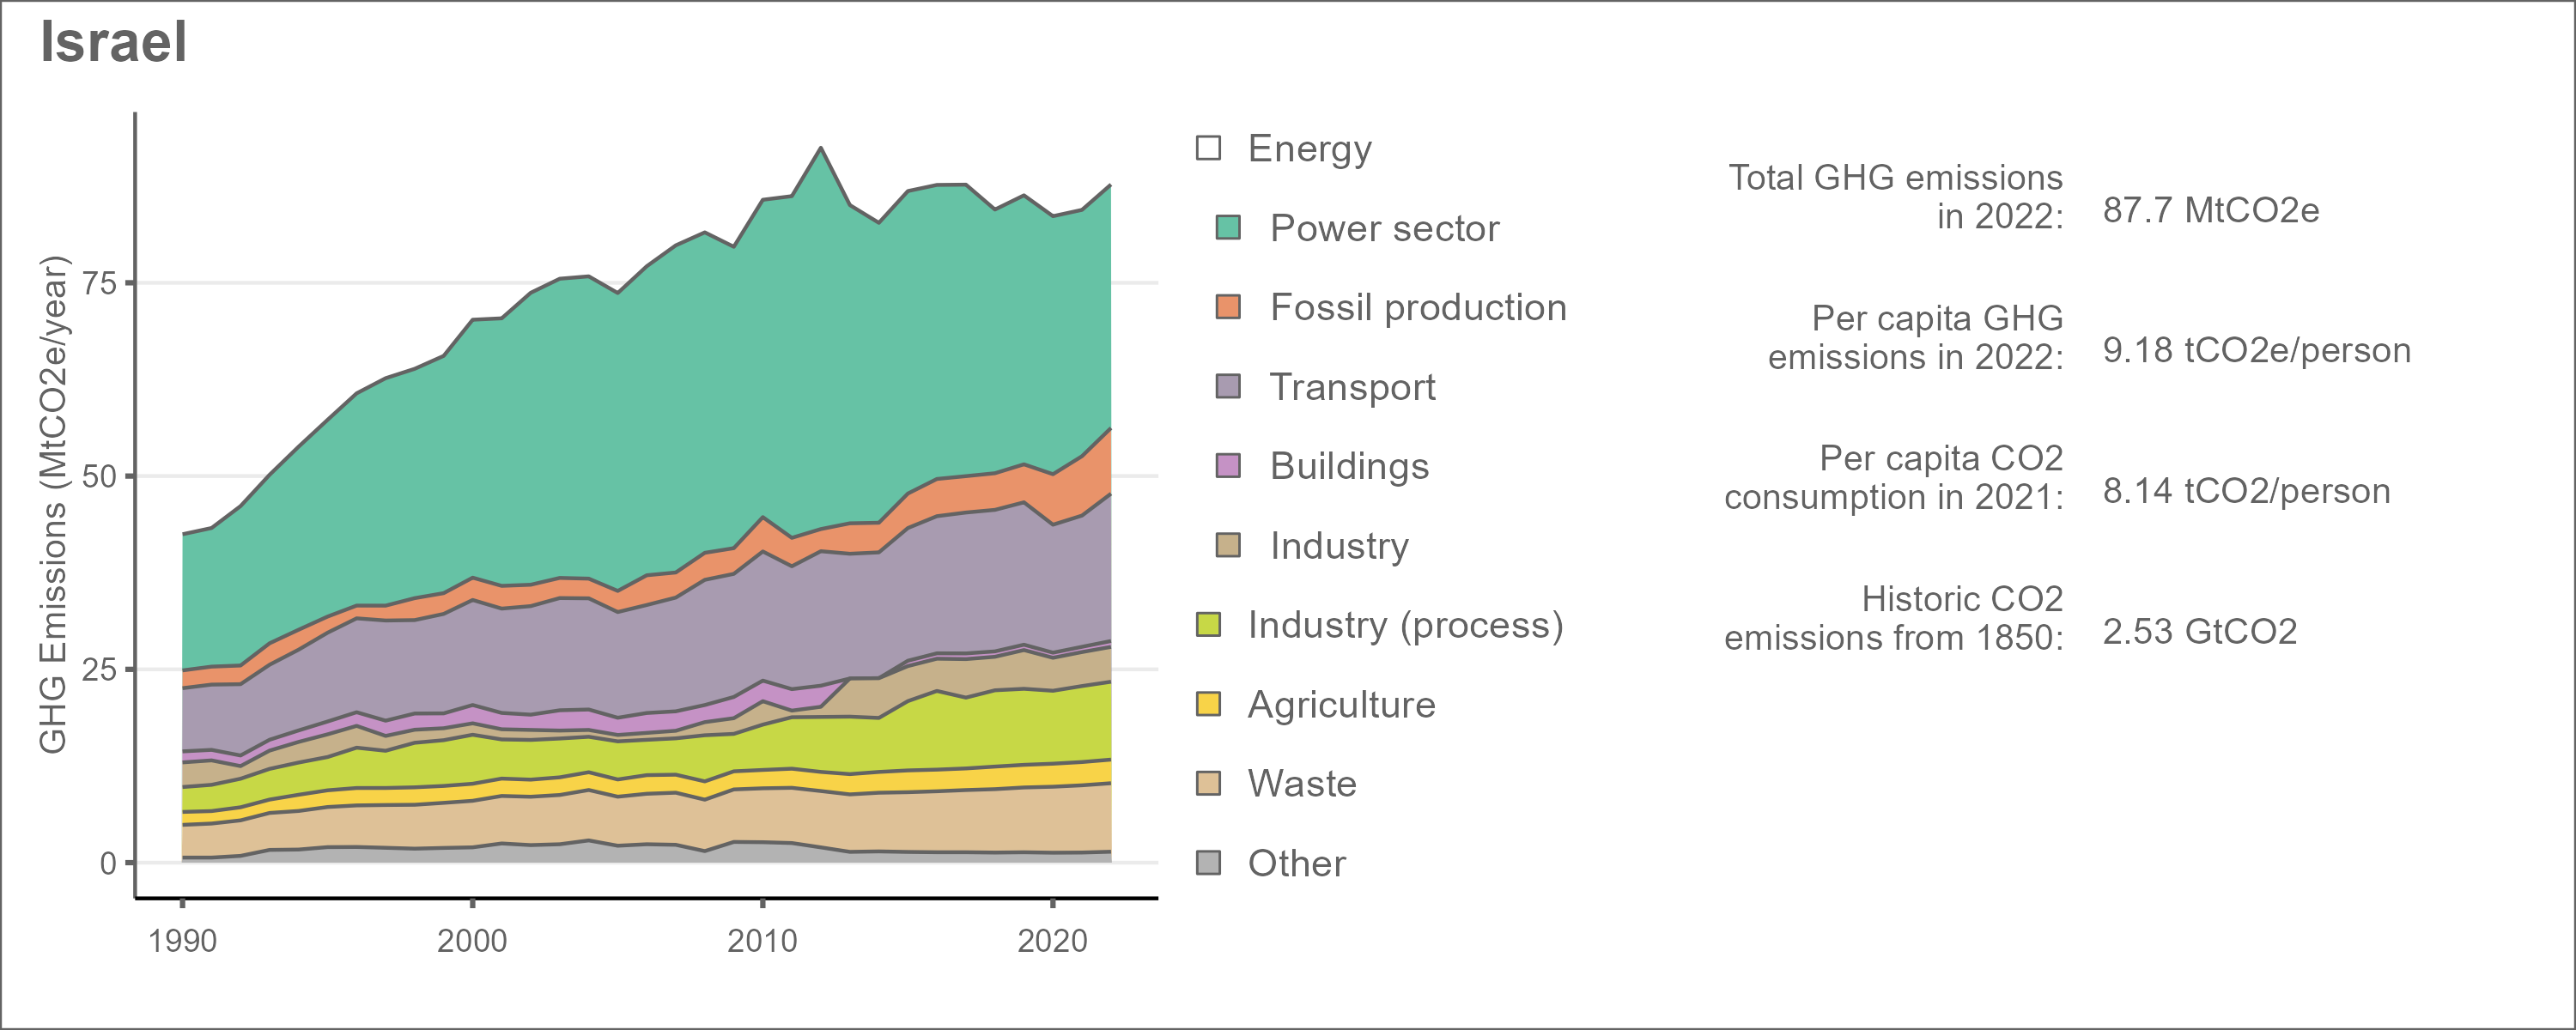 Israel
GHG Emissions (MtCO2e/year)
75
50
25
0
1990
2000
2010
2020
Energy
Power sector
Fossil production
Transport
Buildings
Industry
Industry (process)
Agriculture
Waste
Other
Total GHG emissions
in 2022:
87.7 MtCO2e
Per capita GHG
emissions in 2022:
9.18 tCO2e/person
Per capita CO2
consumption in 2021:
8.14 tCO2/person
Historic CO2
emissions from 1850:
2.53 GtCO2